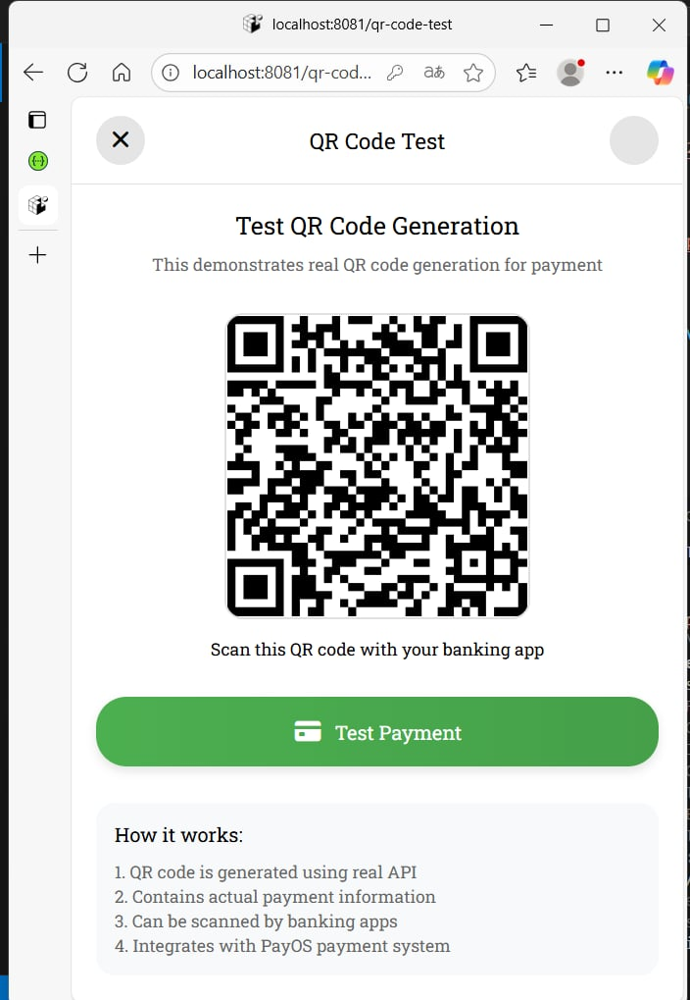 localhost:8081/qr-code-test
localhost:8081/qr-cod...
aあ
QR Code Test
Test QR Code Generation
This demonstrates real QR code generation for payment
Scan this QR code with your banking app
Test Payment
How it works:
1. QR code is generated using real API
2. Contains actual payment information
3. Can be scanned by banking apps
4. Integrates with PayOS payment system